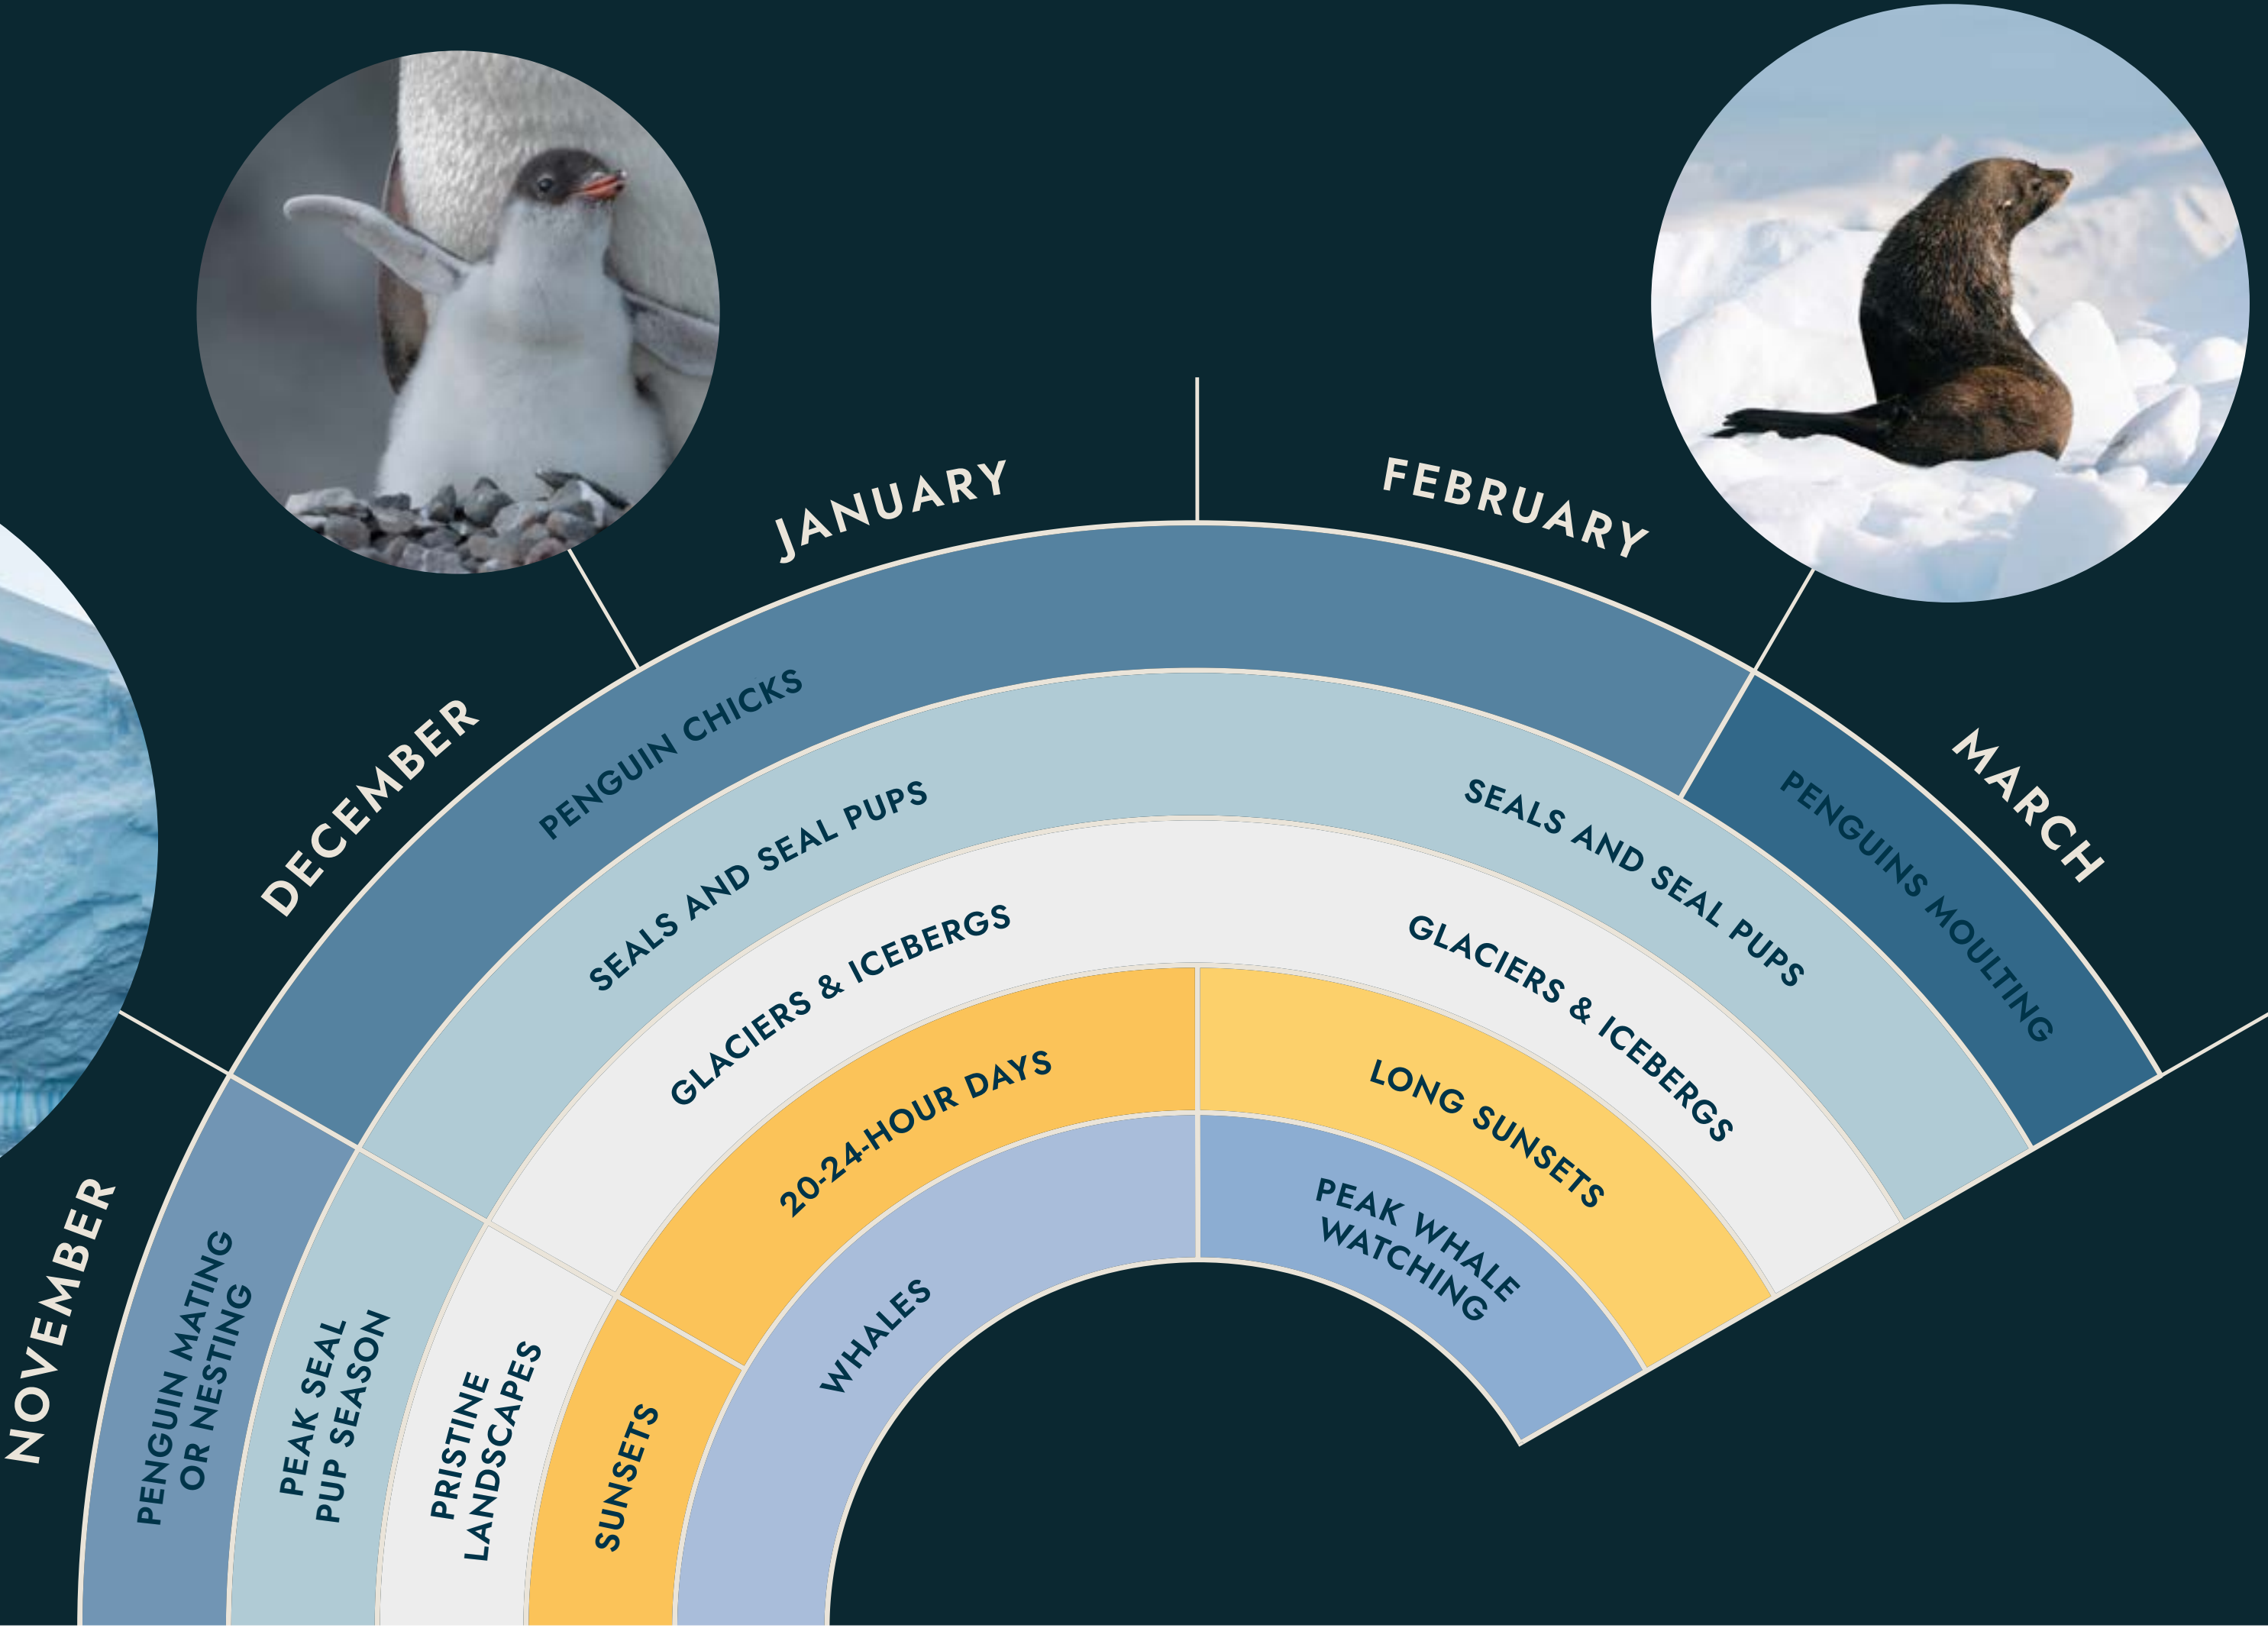 NOVEMBER
DECEMBER
JANUARY
FEBRUARY
MARCH
PENGUIN MATING
OR NESTING
PENGUIN CHICKS
PENGUINS MOULTING
PEAK SEAL
PUP SEASON
SEALS AND SEAL PUPS
SEALS AND SEAL PUPS
PRISTINE
LANDSCAPES
GLACIERS & ICEBERGS
GLACIERS & ICEBERGS
SUNSETS
20-24-HOUR DAYS
LONG SUNSETS
WHALES
PEAK WHALE
WATCHING